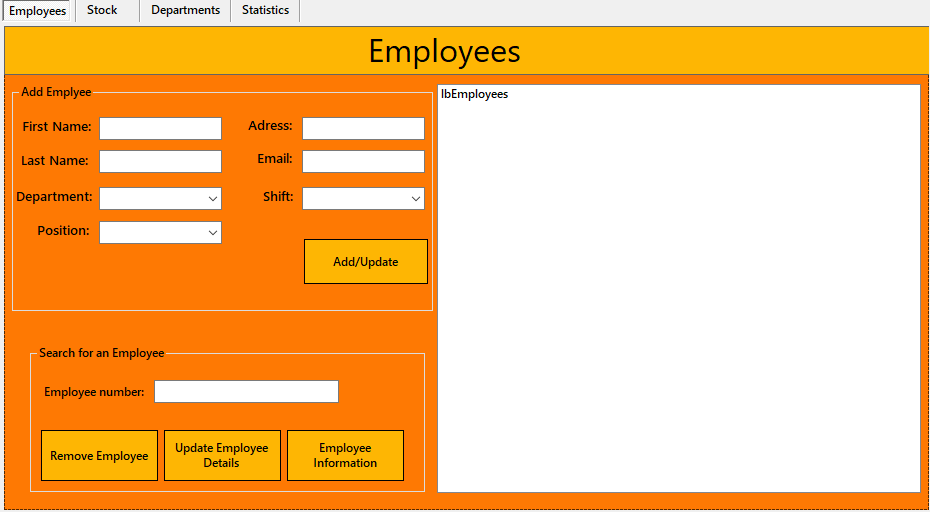 Employees Stock Departments Statistics
Employees
Add Emplyee
First Name:
Adress:
Last Name:
Email:
Department:
Shift:
Position:
Add/Update
lbEmployees
Search for an Employee
Employee number:
Remove Employee
Update Employee
Details
Employee
Information